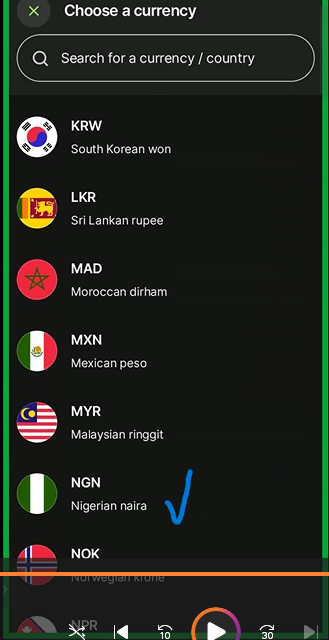 Choose a currency
Search for a currency / country
KRW
South Korean won
LKR
Sri Lankan rupee
MAD
Moroccan dirham
MXN
Mexican peso
MYR
Malaysian ringgit
NGN
Nigerian naira
NOK
Norwegian krone
NPR
10
30